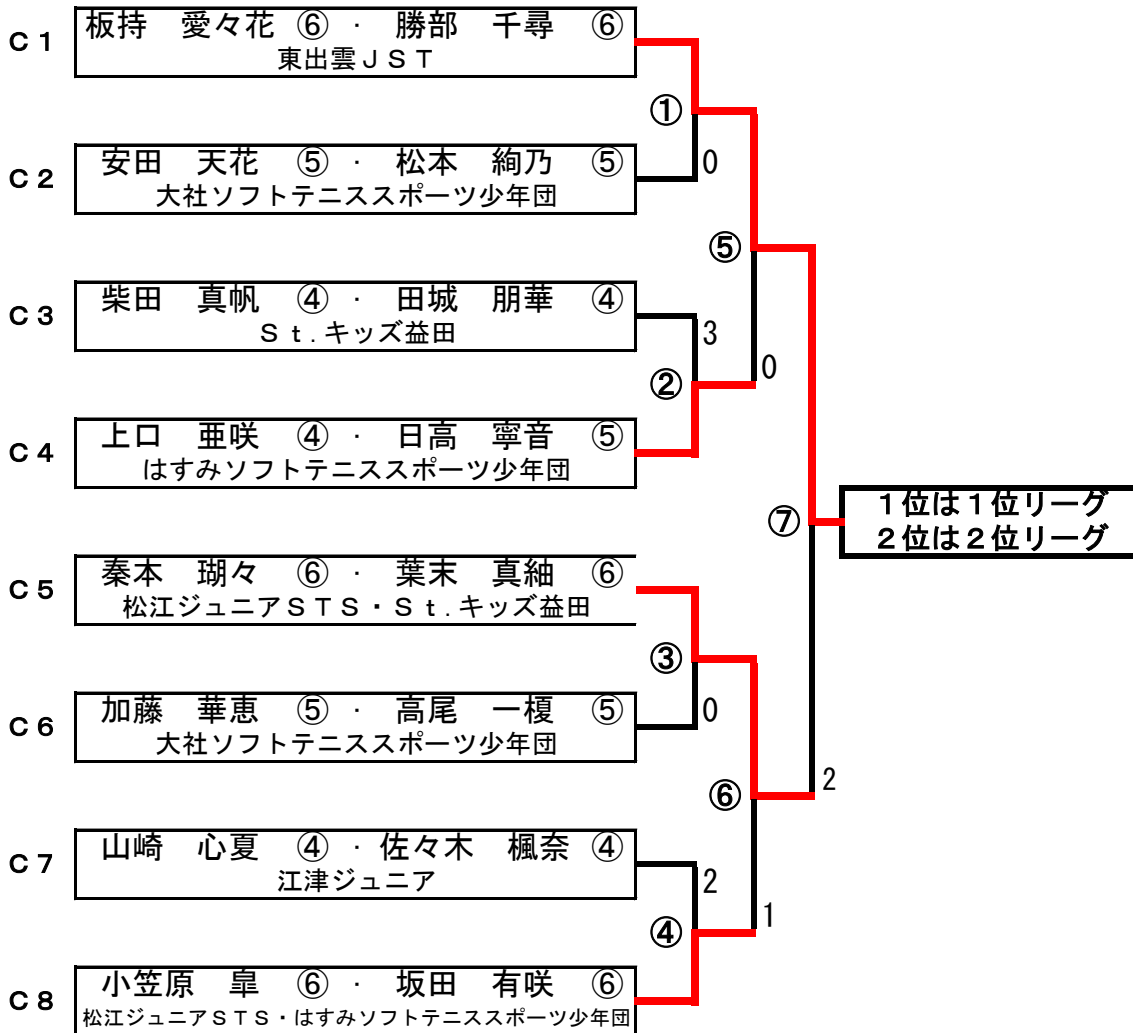 C1 板持 愛々花 ⑥ ・ 勝部 千尋 ⑥
東出雲JST
①
C2 安田 天花 ⑤ ・ 松本 絢乃 ⑤
0
大社ソフトテニススポーツ少年団
⑤
C3 柴田 真帆 ④ ・ 田城 朋華 ④
Ｓｔ.キッズ益田
3
②
0
C4 上口 亜咲 ④ ・ 日高 寧音 ⑤
はすみソフトテニススポーツ少年団
⑦
1位は1位リーグ
2位は2位リーグ
C5 秦本 瑚々 ⑥ ・ 葉末 真紬 ⑥
松江ジュニアＳＴＳ・Ｓｔ.キッズ益田
③
C6 加藤 華恵 ⑤ ・ 高尾 一榎 ⑤
0
大社ソフトテニススポーツ少年団
⑥
2
C7 山崎 心夏 ④ ・ 佐々木 楓奈 ④
江津ジュニア
2
④
1
C8 小笠原 皐 ⑥ ・ 坂田 有咲 ⑥
松江ジュニアＳＴＳ・はすみソフトテニススポーツ少年団